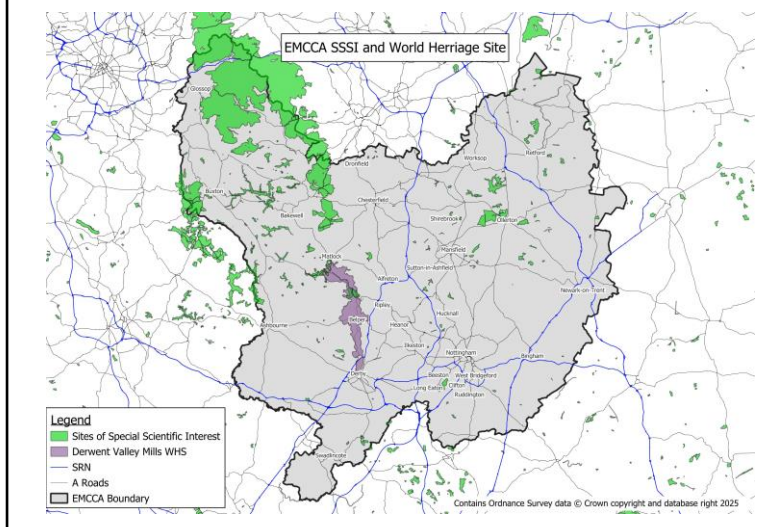 EMCCA SSSI and World Herriage Site
Glossop
Dronfield
Worksop
Retford
Buxton
Chesterfield
Bakewell
Shirebrook
Ollerton
Matlock
Mansfield
Sutton-in-Ashfield
Alfreton
Newark-on-Trent
Ripley
Ashbourne
Belper
Hucknall
Heanor
Ilkeston
Nottingham
Bingham
Derby
Beeston
West Bridgeford
Long Eaton
Clifton
Ruddington
Swadlincote
Legend
Sites of Special Scientific Interest
Derwent Valley Mills WHS
SRN
A Roads
EMCCA Boundary
Contains Ordnance Survey data © Crown copyright and database right 2025